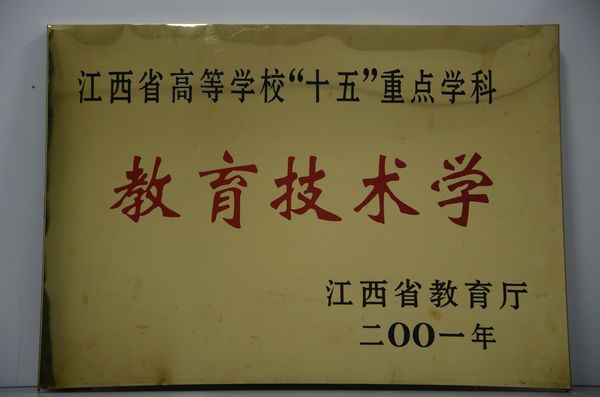 江西省高等学校“十五”重点学科
教育技术学
江西省教育厅
二OO一年